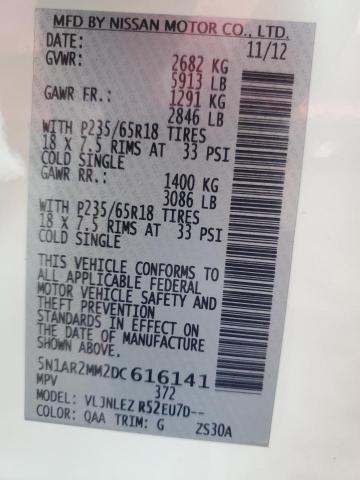 MFD BY NISSAN MOTOR CO., LTD.
DATE: 11/12
GVWR: 2682 KG
5913 LB
GAWR FR.: 1291 KG
2846 LB
WITH P235/65R18 TIRES
18 X 7.5 RIMS AT 33 PSI
COLD SINGLE
GAWR RR.: 1400 KG
3086 LB
WITH P235/65R18 TIRES
18 X 7.5 RIMS AT 33 PSI
COLD SINGLE
THIS VEHICLE CONFORMS TO
ALL APPLICABLE FEDERAL
MOTOR VEHICLE SAFETY AND
THEFT PREVENTION
STANDARDS IN EFFECT ON
THE DATE OF MANUFACTURE
SHOWN ABOVE.
5N1AR2MM2DC616141
MPV 372
MODEL: VLJNLEZ R52EU7D--
COLOR: QAA TRIM: G ZS30A